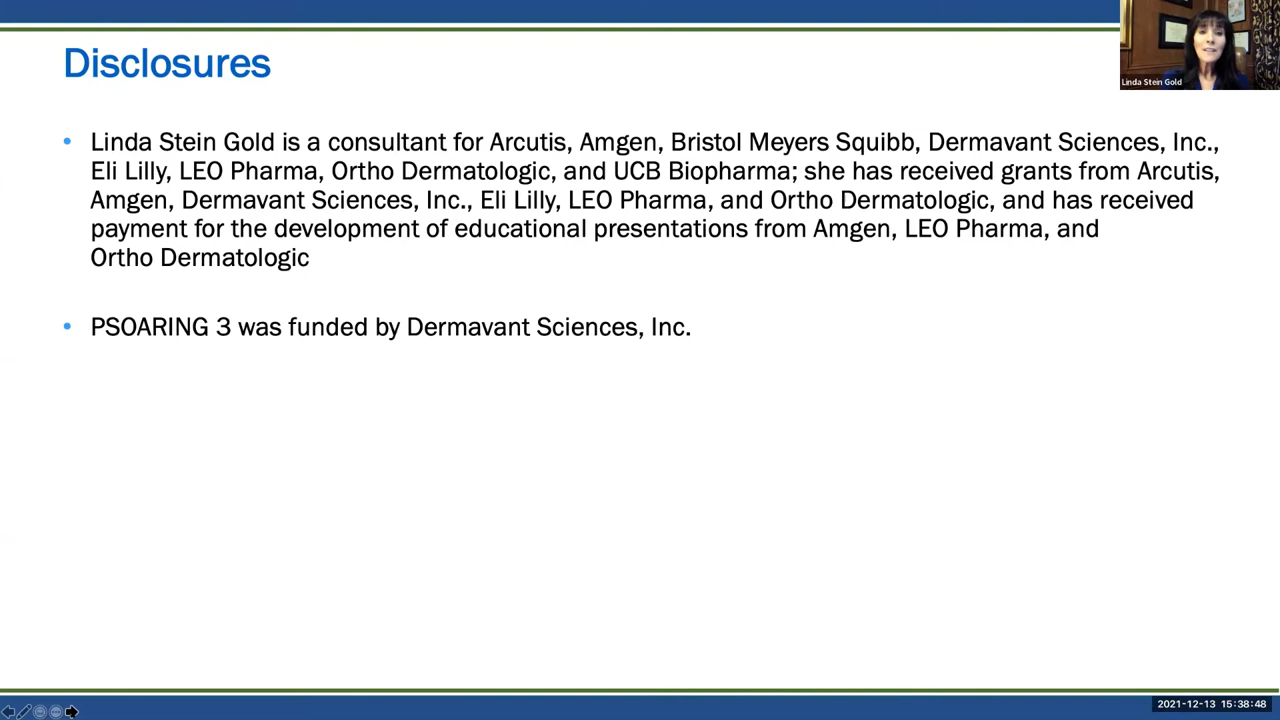 Disclosures
Linda Stein Gold
• Linda Stein Gold is a consultant for Arcutis, Amgen, Bristol Meyers Squibb, Dermavant Sciences, Inc.,
Eli Lilly, LEO Pharma, Ortho Dermatologic, and UCB Biopharma; she has received grants from Arcutis,
Amgen, Dermavant Sciences, Inc., Eli Lilly, LEO Pharma, and Ortho Dermatologic, and has received
payment for the development of educational presentations from Amgen, LEO Pharma, and
Ortho Dermatologic
• PSOARING 3 was funded by Dermavant Sciences, Inc.
2021-12-13 15:38:48